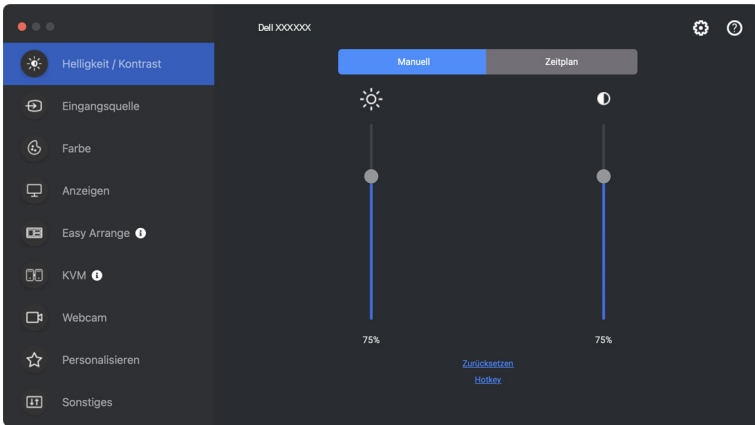 Dell XXXXXX
Helligkeit / Kontrast
Eingangsquelle
Farbe
Anzeigen
Easy Arrange
KVM
Webcam
Personalisieren
Sonstiges
Manuell
Zeitplan
75%
75%
Zurücksetzen
Hotkey